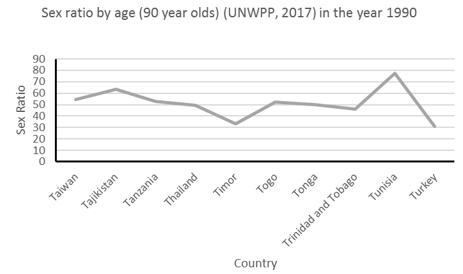 Sex ratio by age (90 year olds) (UNWPP, 2017) in the year 1990
90
80
70
60
50
40
30
20
10
0
Sex Ratio
Taiwan
Tajikistan
Tanzania
Thailand
Timor
Togo
Tonga
Trinidad and Tobago
Tunisia
Turkey
Country